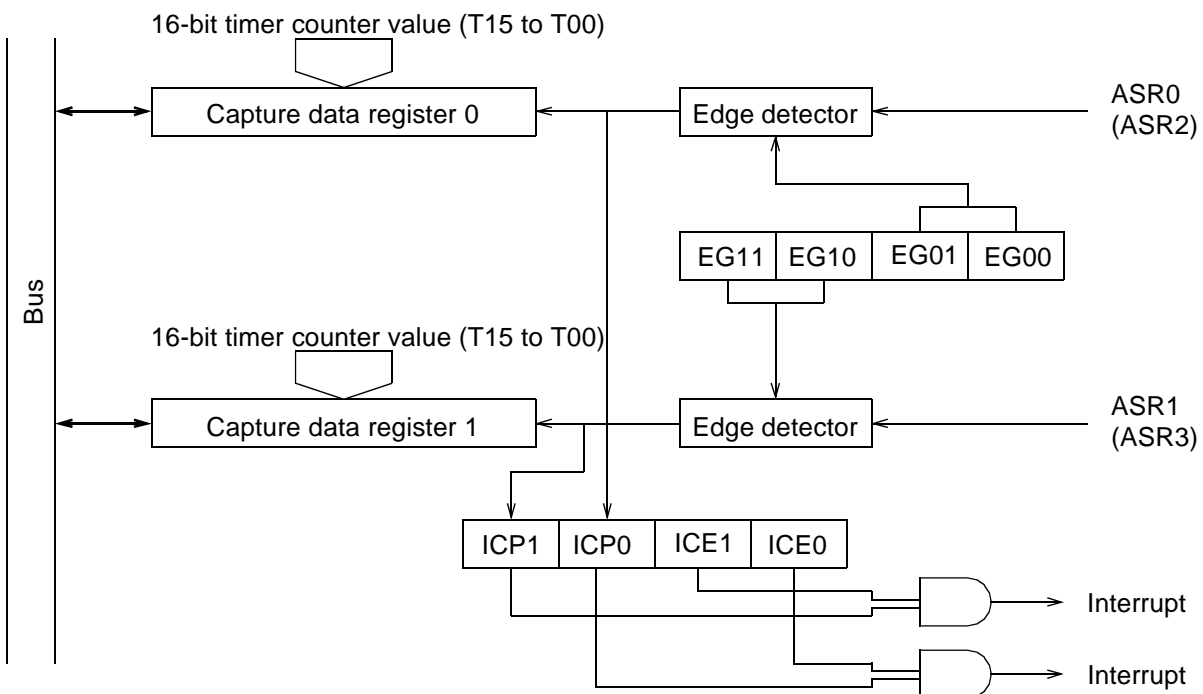 16-bit timer counter value (T15 to T00)
Capture data register 0
Edge detector
ASR0
(ASR2)
EG11 EG10 EG01 EG00
Bus
16-bit timer counter value (T15 to T00)
Capture data register 1
Edge detector
ASR1
(ASR3)
ICP1 ICP0 ICE1 ICE0
Interrupt
Interrupt